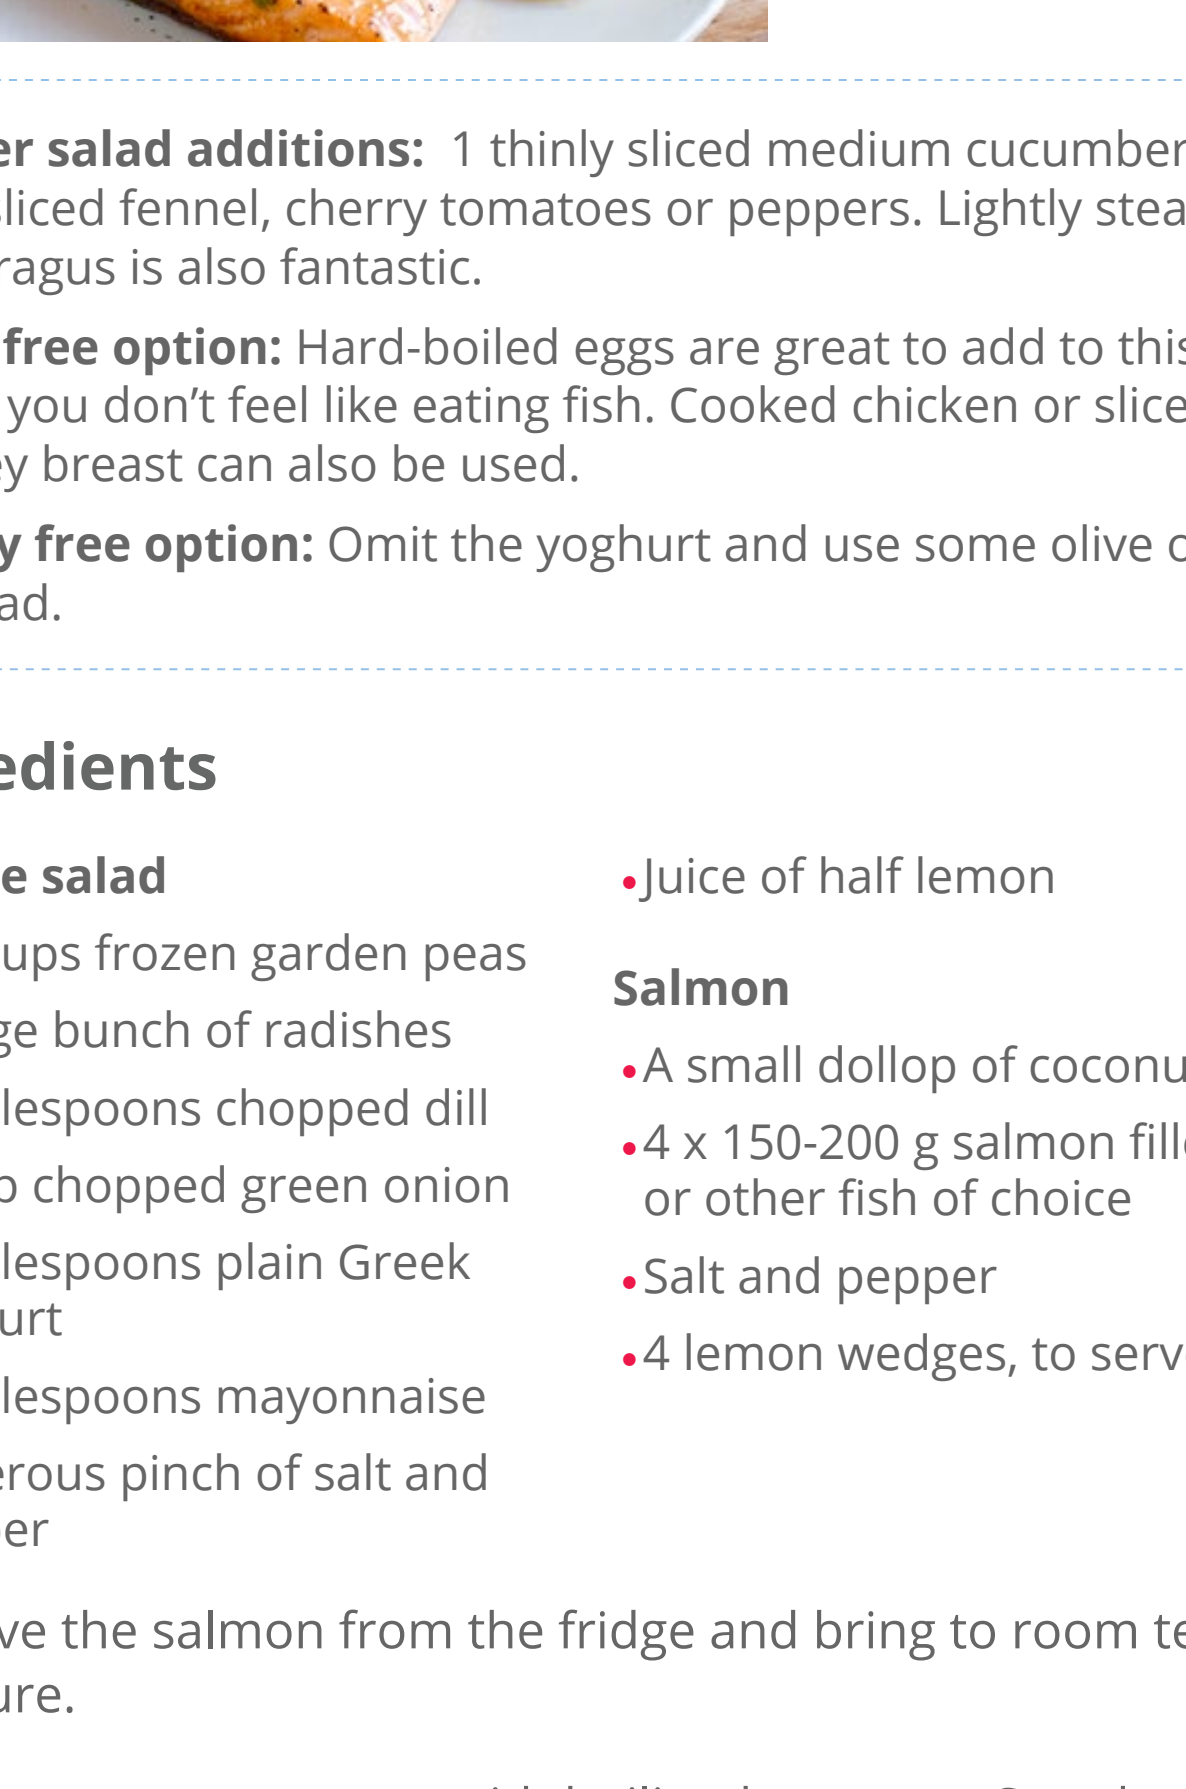 er salad additions: 1 thinly sliced medium cucumber
sliced fennel, cherry tomatoes or peppers. Lightly stea
ragus is also fantastic.
free option: Hard-boiled eggs are great to add to this
you don’t feel like eating fish. Cooked chicken or slice
ey breast can also be used.
y free option: Omit the yoghurt and use some olive o
ad.
edients
e salad
ups frozen garden peas
ge bunch of radishes
lespoons chopped dill
p chopped green onion
lespoons plain Greek
urt
lespoons mayonnaise
erous pinch of salt and
per
•Juice of half lemon
Salmon
•A small dollop of coconu
•4 x 150-200 g salmon fille
or other fish of choice
•Salt and pepper
•4 lemon wedges, to serve
ve the salmon from the fridge and bring to room te
ure.